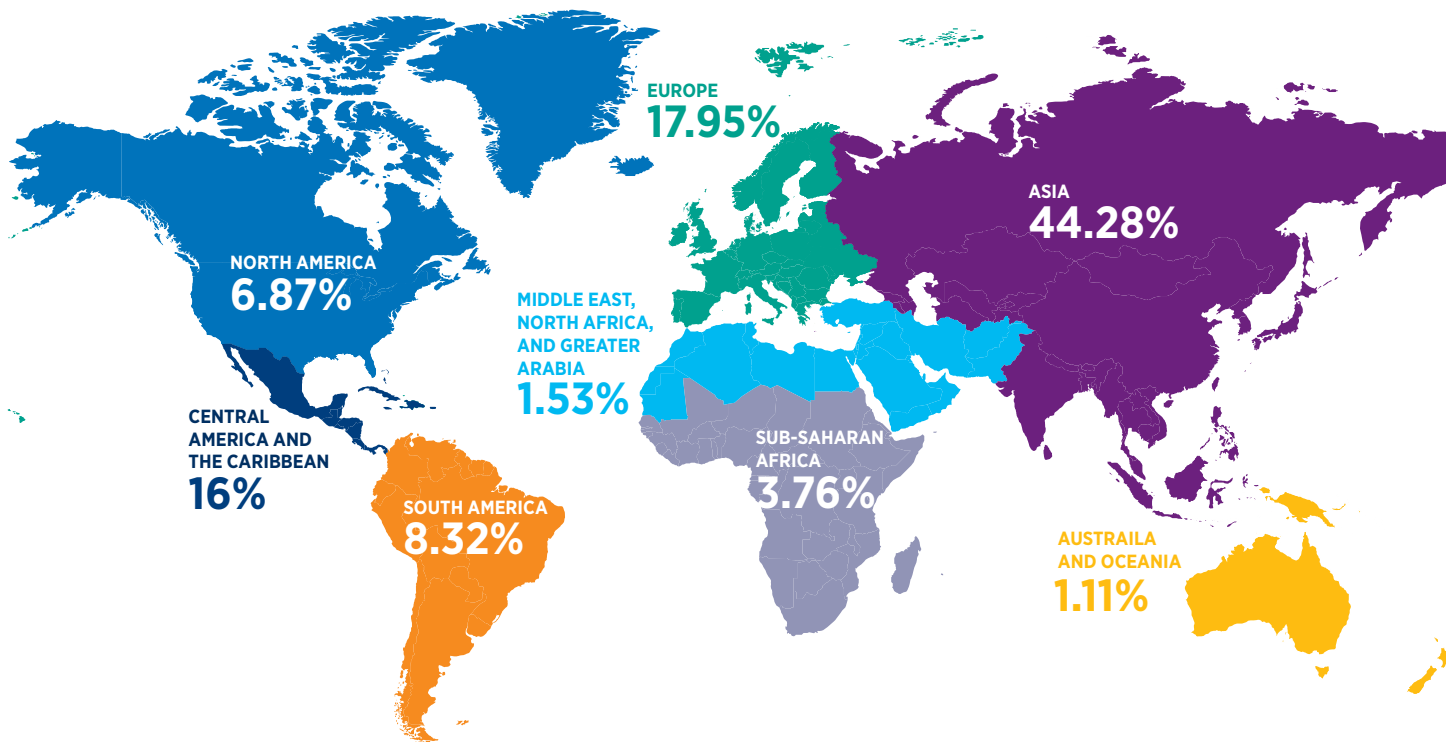 EUROPE
17.95%
ASIA
44.28%
NORTH AMERICA
6.87%
MIDDLE EAST,
NORTH AFRICA,
AND GREATER
ARABIA
1.53%
CENTRAL
AMERICA AND
THE CARIBBEAN
16%
SUB-SAHARAN
AFRICA
3.76%
SOUTH AMERICA
8.32%
AUSTRAILA
AND OCEANIA
1.11%